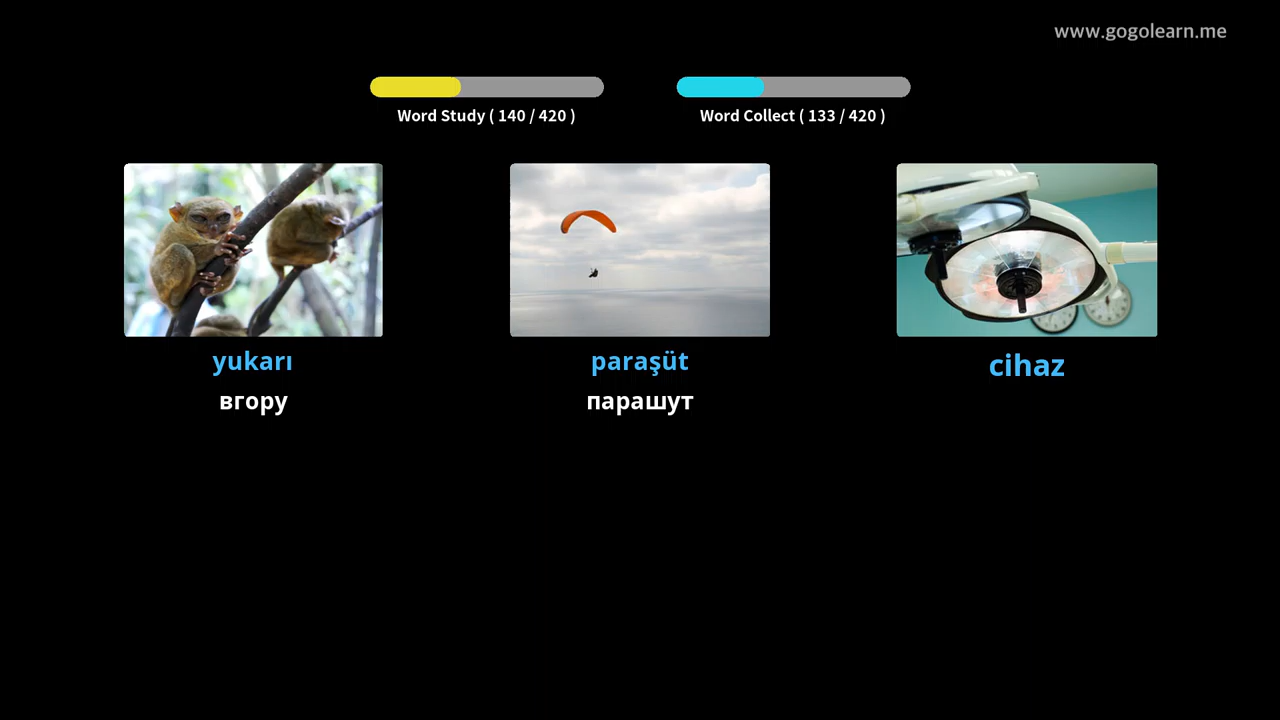 www.gogolearn.me
Word Study ( 140 / 420 )
Word Collect ( 133 / 420 )
yukarı
paraşüt
cihaz
вгору
парашут